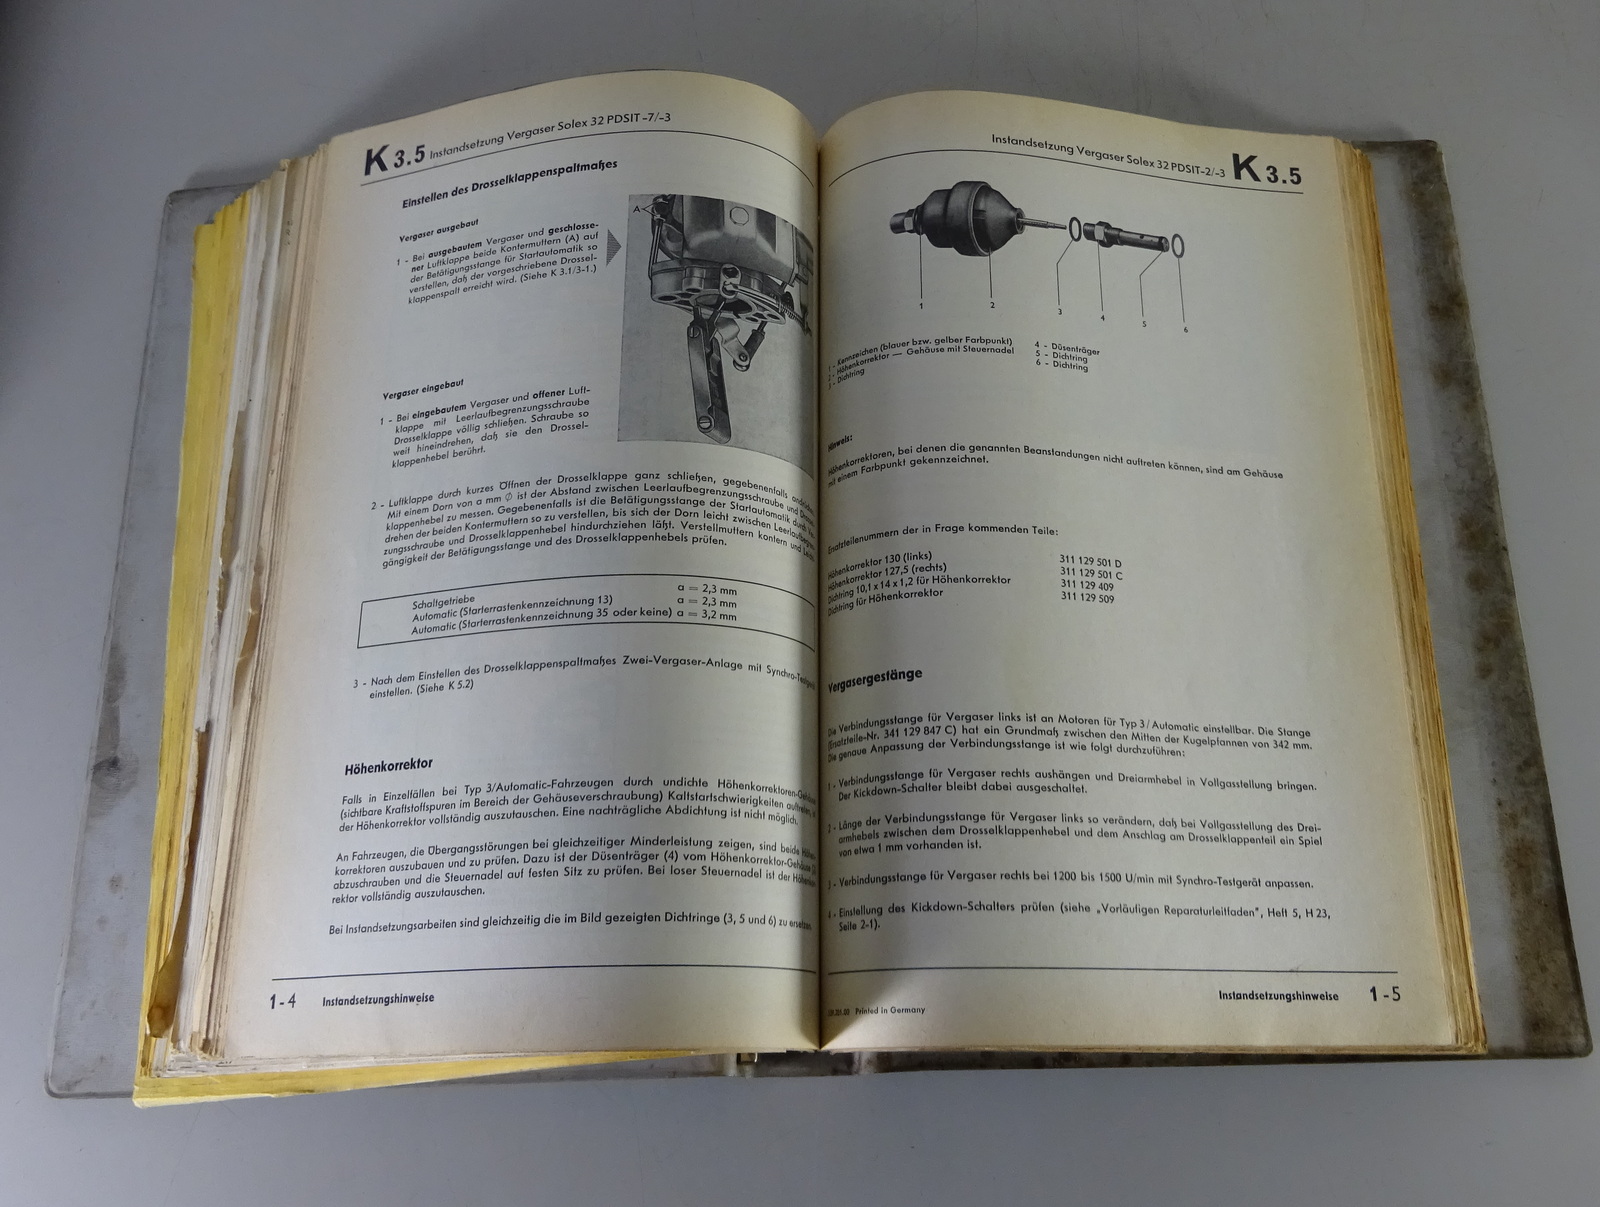 K 3.5 Instandsetzung Vergaser Solex 32 PDSIT-7/-3
Einstellen des Drosselklappenspaltmaßes
Vergaser ausgebaut
1 - Bei ausgebautem Vergaser und geschlosse-
ner Luftklappe beide Kontermuttern (A) auf
der Betätigungsstange für Startautomatik so
verstellen, daß der vorgeschriebene Drossel-
klappenspalt erreicht wird. (Siehe K 3.1/3-1.)
A
Vergaser eingebaut
1 - Bei eingebautem Vergaser und offener Luft-
klappe mit Leerlaufbegrenzungsschraube
Drosselklappe völlig schließen. Schraube so
weit hineindrehen, daß sie den Drossel-
klappenhebel berührt.
2 - Luftklappe durch kurzes Öffnen der Drosselklappe ganz schließen, gegebenenfalls
Mit einem Dorn von a mm ∅ ist der Abstand zwischen Leerlaufbegrenzungsschraube und
klappenhebel zu messen. Gegebenenfalls ist die Betätigungsstange der Startautomatik durch
drehen der beiden Kontermuttern so zu verstellen, bis sich der Dorn leicht zwischen
zungsschraube und Drosselklappenhebel hindurchziehen läßt. Verstellmuttern kontern und
gängigkeit der Betätigungsstange und des Drosselklappenhebels prüfen.
Schaltgetriebe a = 2,3 mm
Automatic (Starterrastenkennzeichnung 13) a = 2,3 mm
Automatic (Starterrastenkennzeichnung 35 oder keine) a = 3,2 mm
3 - Nach dem Einstellen des Drosselklappenspaltmaßes Zwei-Vergaser-Anlage mit
einstellen. (Siehe K 5.2)
Höhenkorrektor
Falls in Einzelfällen bei Typ 3/Automatic-Fahrzeugen durch undichte
(sichtbare Kraftstoffspuren im Bereich der Gehäuseverschraubung) Kaltstartschwierigkeiten
der Höhenkorrektor vollständig auszutauschen. Eine nachträgliche Abdichtung ist nicht möglich.
An Fahrzeugen, die Übergangsstörungen bei gleichzeitiger Minderleistung zeigen, sind beide
korrektoren auszubauen und zu prüfen. Dazu ist der Düsenträger (4) vom
abzuschrauben und die Steuernadel auf festen Sitz zu prüfen. Bei loser Steuernadel ist der
rektor vollständig auszutauschen.
Bei Instandsetzungsarbeiten sind gleichzeitig die im Bild gezeigten Dichtringe (3, 5 und 6) zu
1 - 4 Instandsetzungshinweise
Instandsetzung Vergaser Solex 32 PDSIT-2/-3 K 3.5
1 2 3 4 5 6
1 - Kennzeichen (blauer bzw. gelber Farbpunkt)
2 - Höhenkorrektor — Gehäuse mit Steuernadel
3 - Dichtring
4 - Düsenträger
5 - Dichtring
6 - Dichtring
Hinweis:
Höhenkorrektoren, bei denen die genannten Beanstandungen nicht auftreten können, sind am Gehäuse
mit einem Farbpunkt gekennzeichnet.
Ersatzteilenummern der in Frage kommenden Teile:
Höhenkorrektor 130 (links) 311 129 501 D
Höhenkorrektor 127,5 (rechts) 311 129 501 C
Dichtring 10,1 x 14 x 1,2 für Höhenkorrektor 311 129 409
Dichtring für Höhenkorrektor 311 129 509
Vergasergestänge
Die Verbindungsstange für Vergaser links ist an Motoren für Typ 3/Automatic einstellbar. Die Stange
(Ersatzteile-Nr. 341 129 847 C) hat ein Grundmaß zwischen den Mitten der Kugelpfannen von 342 mm.
Die genaue Anpassung der Verbindungsstange ist wie folgt durchzuführen:
1 - Verbindungsstange für Vergaser rechts aushängen und Dreiarmhebel in Vollgasstellung bringen.
Der Kickdown-Schalter bleibt dabei ausgeschaltet.
2 - Länge der Verbindungsstange für Vergaser links so verändern, daß bei Vollgasstellung des Drei-
armhebels zwischen dem Drosselklappenhebel und dem Anschlag am Drosselklappenteil ein Spiel
von etwa 1 mm vorhanden ist.
3 - Verbindungsstange für Vergaser rechts bei 1200 bis 1500 U/min mit Synchro-Testgerät anpassen.
4 - Einstellung des Kickdown-Schalters prüfen (siehe „Vorläufigen Reparaturleitfaden", Heft 5, H 23,
Seite 2-1).
Instandsetzungshinweise 1 - 5
Printed in Germany